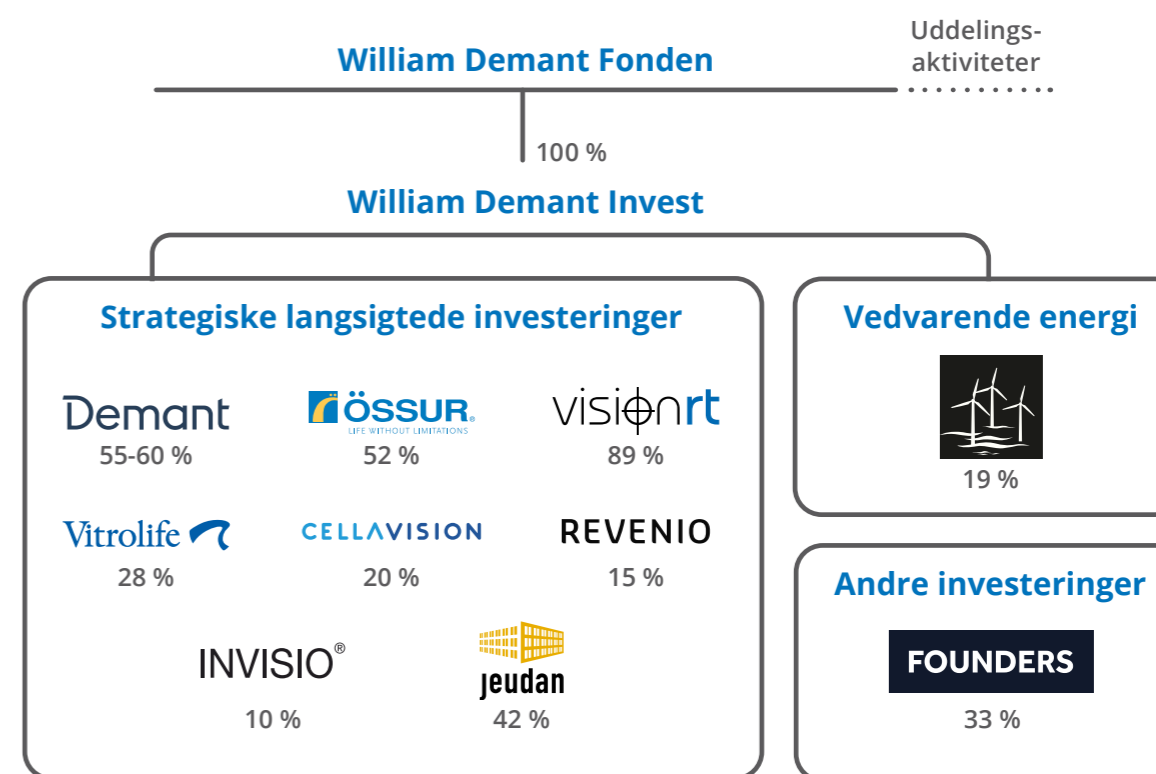 Uddelings-
aktiviteter
William Demant Fonden
100 %
William Demant Invest
Strategiske langsigtede investeringer
Demant
55-60 %
ÖSSUR®
LIFE WITHOUT LIMITATIONS
52 %
visionrt
89 %
Vitrolife
28 %
CELLAVISION
20 %
REVENIO
15 %
INVISIO®
10 %
jeudan
42 %
Vedvarende energi
19 %
Andre investeringer
FOUNDERS
33 %